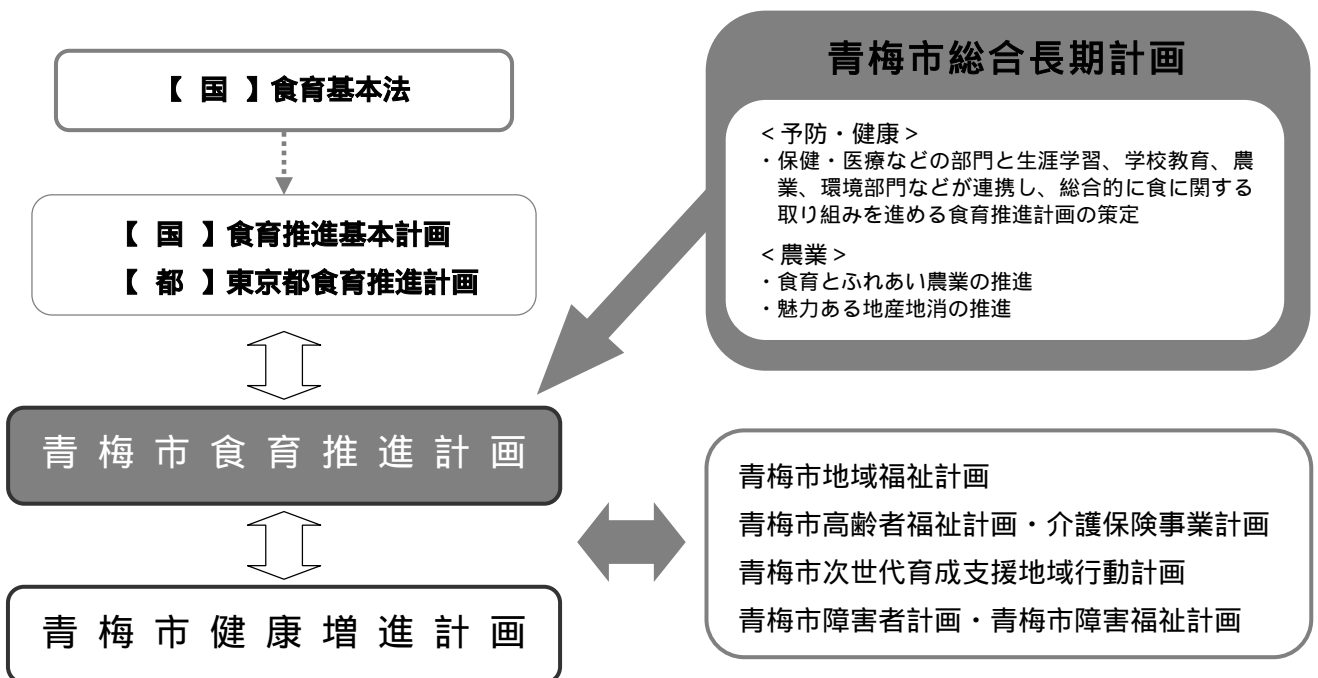 【 国 】食育基本法
【 国 】食育推進基本計画
【 都 】東京都食育推進計画
青梅市食育推進計画
青梅市健康増進計画
青梅市総合長期計画
＜予防・健康＞
・保健・医療などの部門と生涯学習、学校教育、農
業、環境部門などが連携し、総合的に食に関する
取り組みを進める食育推進計画の策定
＜農業＞
・食育とふれあい農業の推進
・魅力ある地産地消の推進
青梅市地域福祉計画
青梅市高齢者福祉計画・介護保険事業計画
青梅市次世代育成支援地域行動計画
青梅市障害者計画・青梅市障害福祉計画